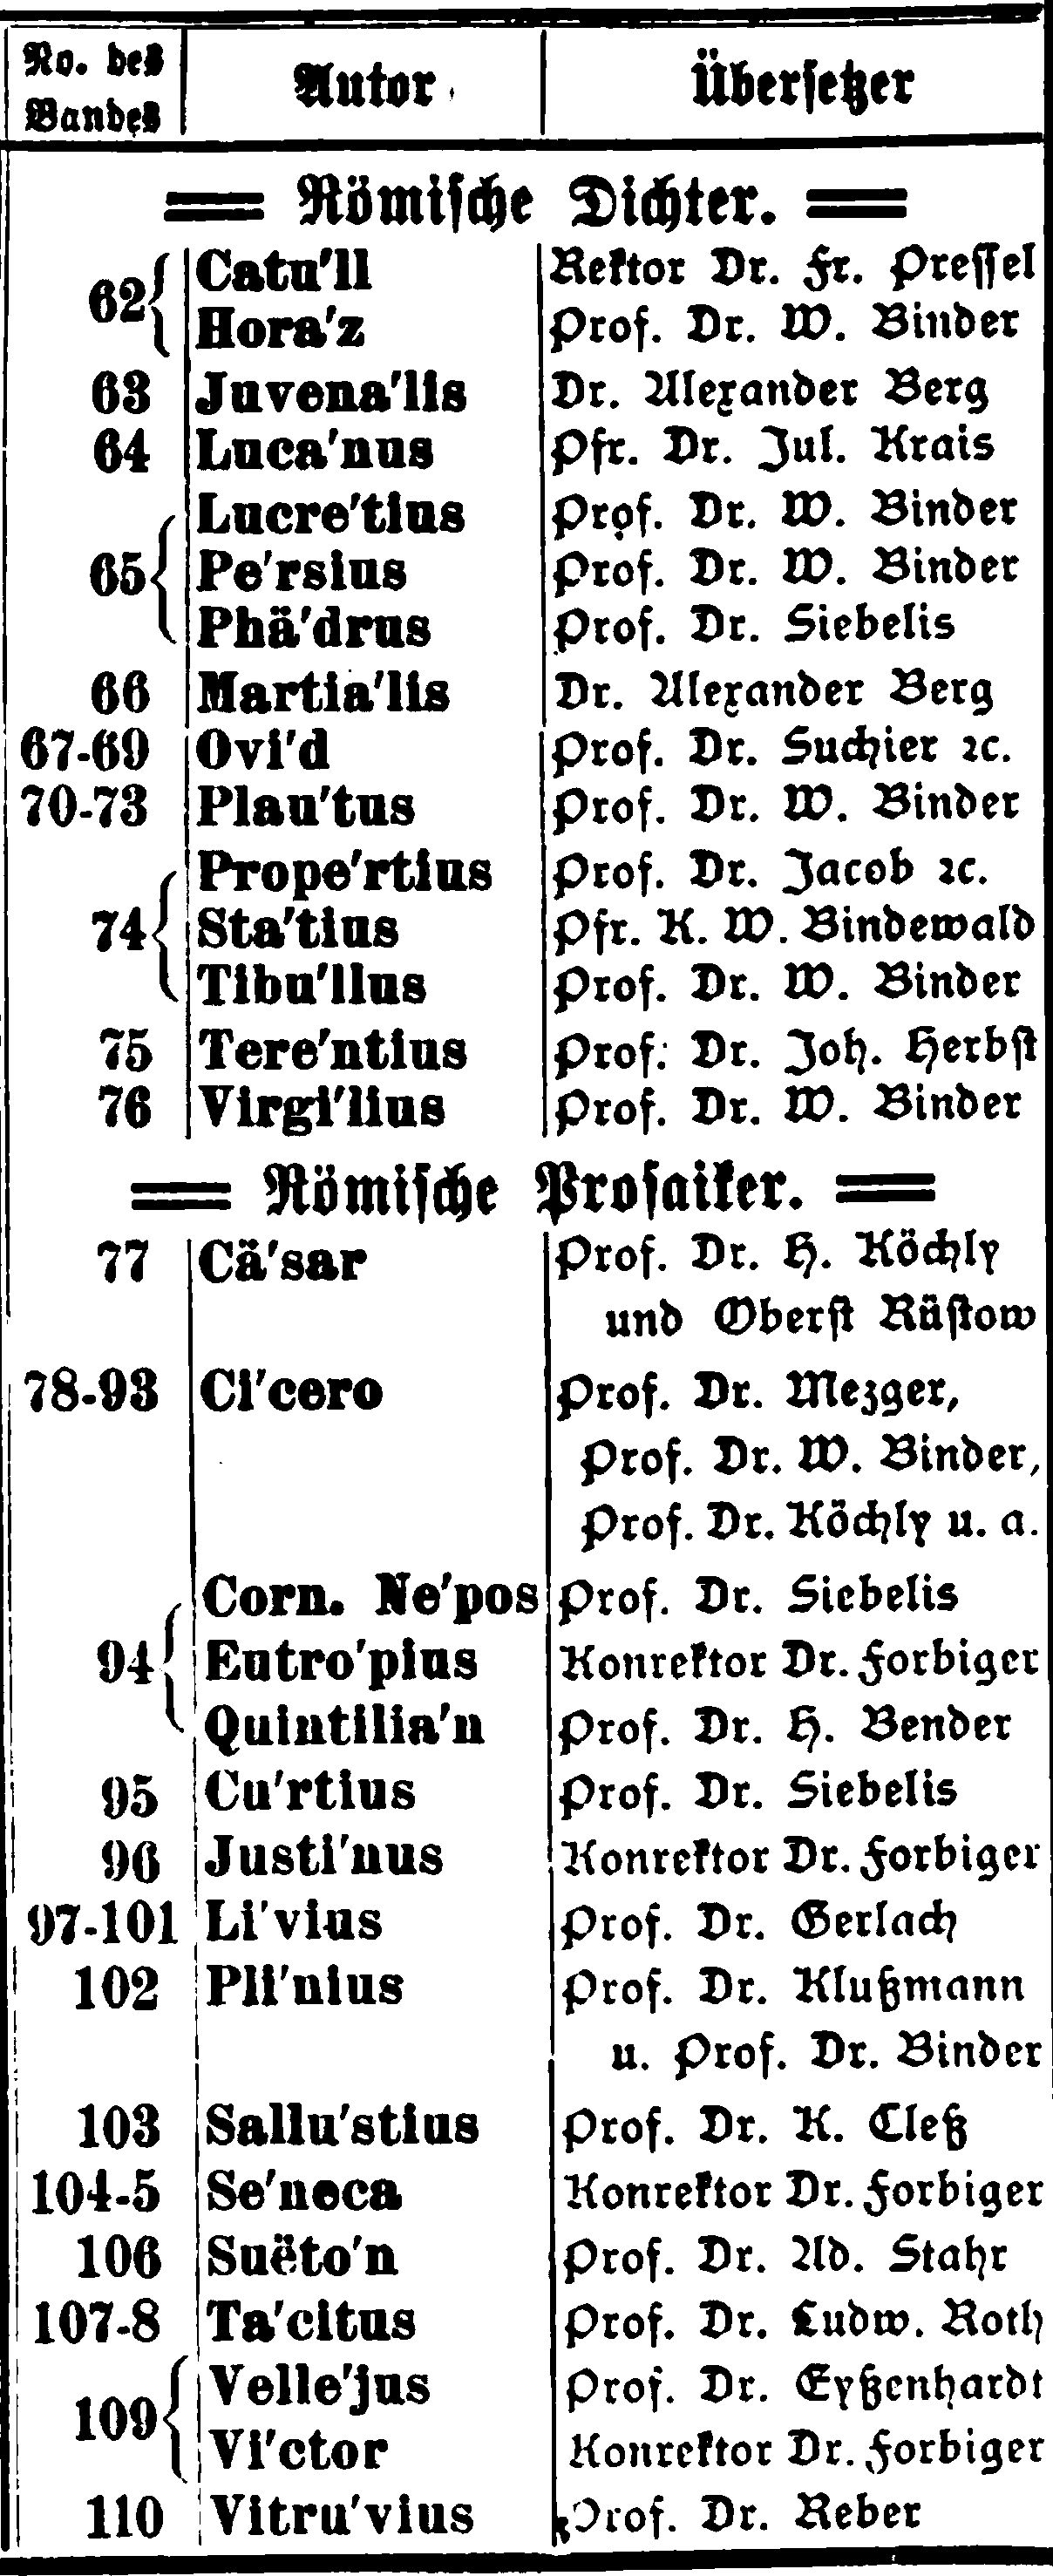 No. des Bandes Autor Übersetzer
Römische Dichter.
62 Catu'll Rektor Dr. Fr. Pressel
Hora'z Prof. Dr. W. Binder
63 Juvena'lis Dr. Alexander Berg
64 Luca'nus Pfr. Dr. Jul. Krais
65 Lucre'tius Prof. Dr. W. Binder
Pe'rsius Prof. Dr. W. Binder
Phä'drus Prof. Dr. Siebelis
66 Martia'lis Dr. Alexander Berg
67-69 Ovi'd Prof. Dr. Suchier ꝛc.
70-73 Plau'tus Prof. Dr. W. Binder
74 Prope'rtius Prof. Dr. Jacob ꝛc.
Sta'tius Pfr. K. W. Bindewald
Tibu'llus Prof. Dr. W. Binder
75 Tere'ntius Prof. Dr. Joh. Herbst
76 Virgi'lius Prof. Dr. W. Binder
Römische Prosaiker.
77 Cä'sar Prof. Dr. H. Köchly
und Oberst Rüstow
78-93 Ci'cero Prof. Dr. Mezger,
Prof. Dr. W. Binder,
Prof. Dr. Köchly u. a.
94 Corn. Ne'pos Prof. Dr. Siebelis
Eutro'pius Konrektor Dr. Forbiger
Quintilia'n Prof. Dr. H. Bender
95 Cu'rtius Prof. Dr. Siebelis
96 Justi'nus Konrektor Dr. Forbiger
97-101 Li'vius Prof. Dr. Gerlach
102 Pli'nius Prof. Dr. Klußmann
u. Prof. Dr. Binder
103 Sallu'stius Prof. Dr. K. Cleß
104-5 Se'neca Konrektor Dr. Forbiger
106 Suëto'n Prof. Dr. Ad. Stahr
107-8 Ta'citus Prof. Dr. Ludw. Roth
109 Velle'jus Prof. Dr. Eyßenhardt
Vi'ctor Konrektor Dr. Forbiger
110 Vitru'vius Prof. Dr. Reber